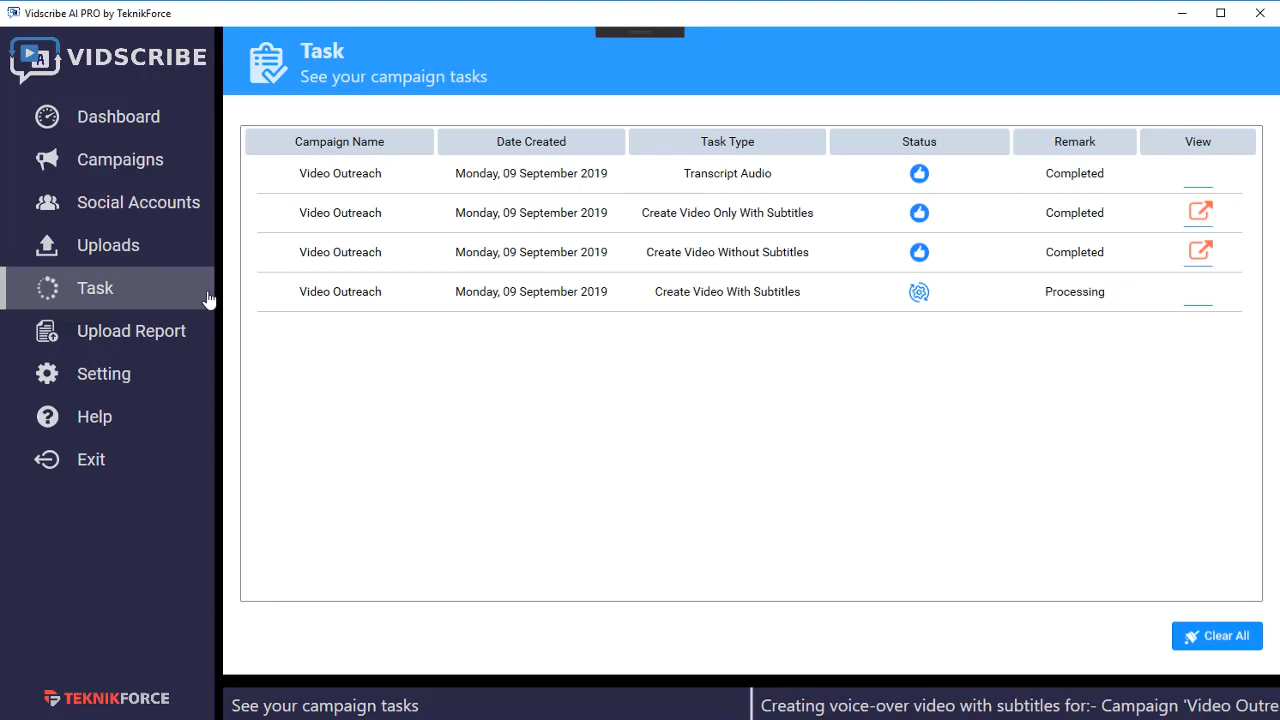 Vidscribe AI PRO by TeknikForce
VIDSCRIBE
Dashboard
Campaigns
Social Accounts
Uploads
Task
Upload Report
Setting
Help
Exit
TEKNIKFORCE
Task
See your campaign tasks
Campaign Name Date Created Task Type Status Remark View
Video Outreach Monday, 09 September 2019 Transcript Audio Completed
Video Outreach Monday, 09 September 2019 Create Video Only With Subtitles Completed
Video Outreach Monday, 09 September 2019 Create Video Without Subtitles Completed
Video Outreach Monday, 09 September 2019 Create Video With Subtitles Processing
Clear All
See your campaign tasks
Creating voice-over video with subtitles for:- Campaign 'Video Outre